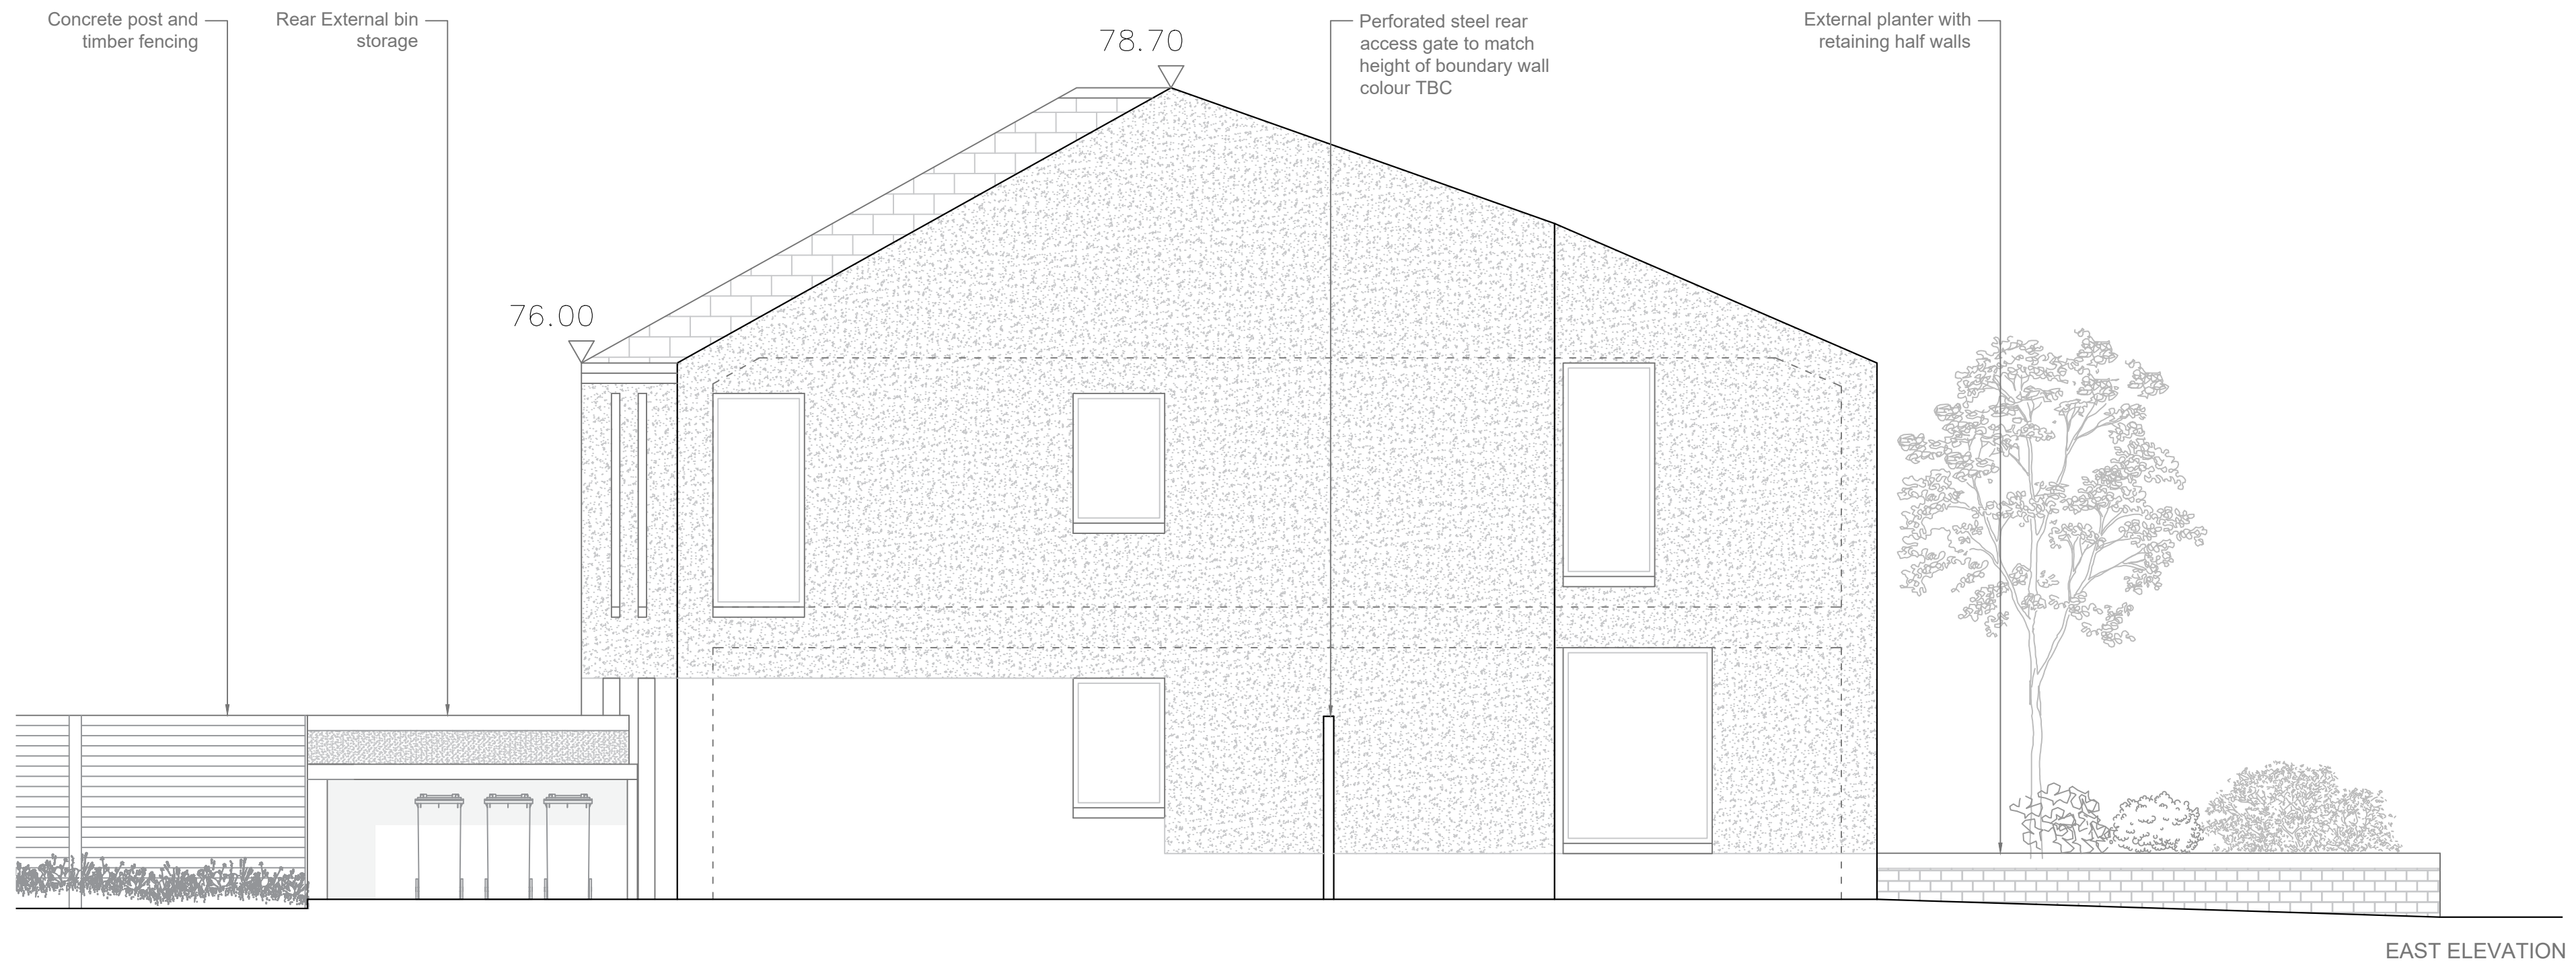 Concrete post and
timber fencing
Rear External bin
storage
78.70
Perforated steel rear
access gate to match
height of boundary wall
colour TBC
External planter with
retaining half walls
76.00
EAST ELEVATION